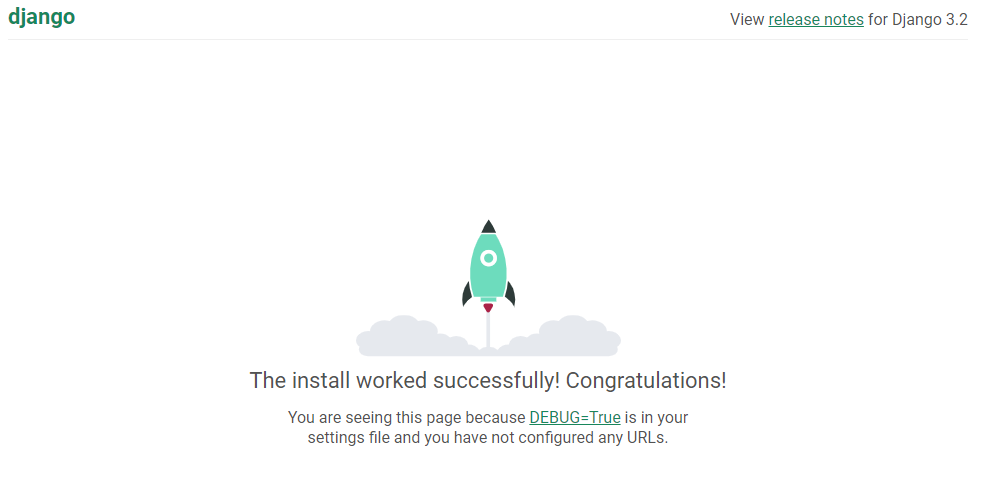 django
View release notes for Django 3.2
The install worked successfully! Congratulations!
You are seeing this page because DEBUG=True is in your
settings file and you have not configured any URLs.